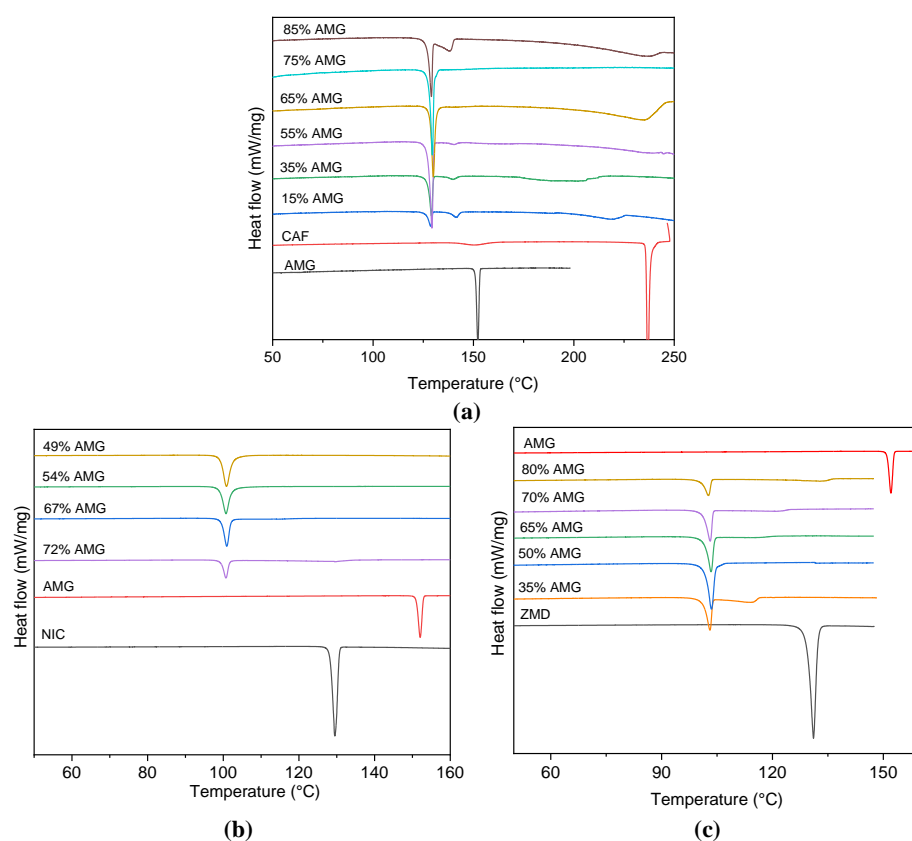 85% AMG
75% AMG
65% AMG
55% AMG
35% AMG
15% AMG
CAF
AMG
Heat flow (mW/mg)
50 100 150 200 250
Temperature (°C)
(a)
49% AMG
54% AMG
67% AMG
72% AMG
AMG
NIC
Heat flow (mW/mg)
60 80 100 120 140 160
Temperature (°C)
(b)
AMG
80% AMG
70% AMG
65% AMG
50% AMG
35% AMG
ZMD
Heat flow (mW/mg)
60 90 120 150
Temperature (°C)
(c)